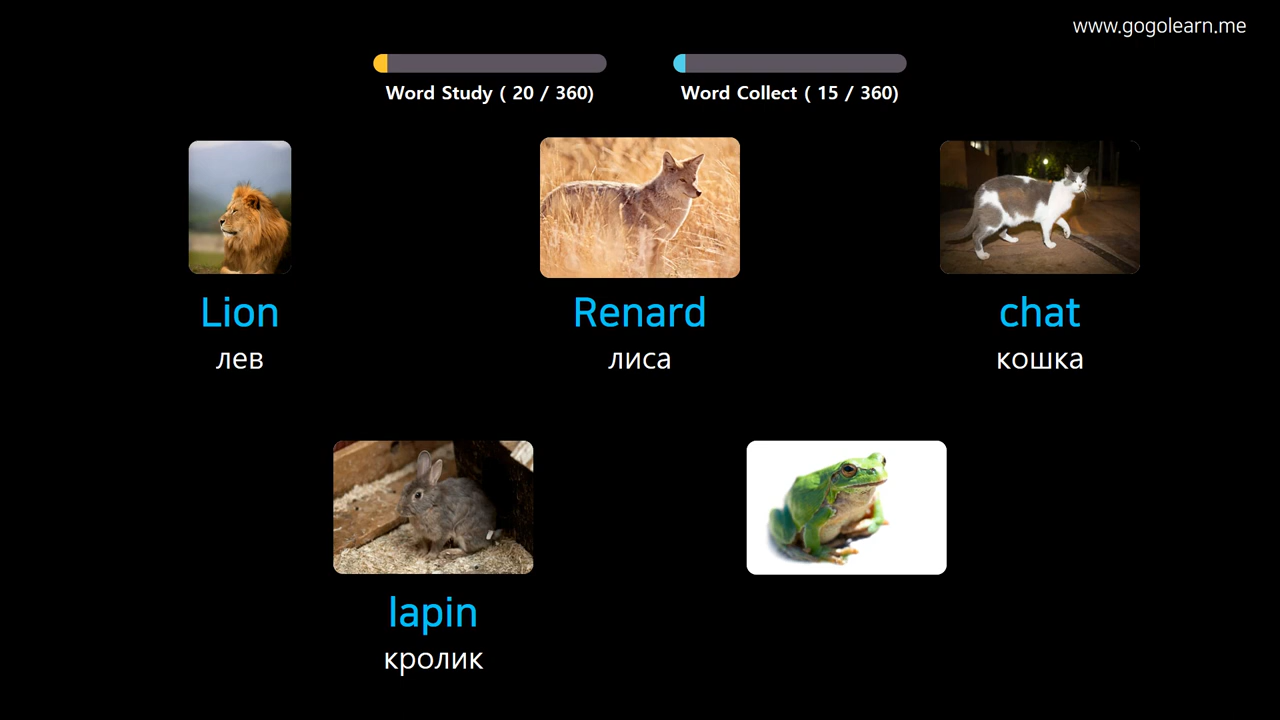 www.gogolearn.me
Word Study ( 20 / 360)
Word Collect ( 15 / 360)
Lion
лев
Renard
лиса
chat
кошка
lapin
кролик